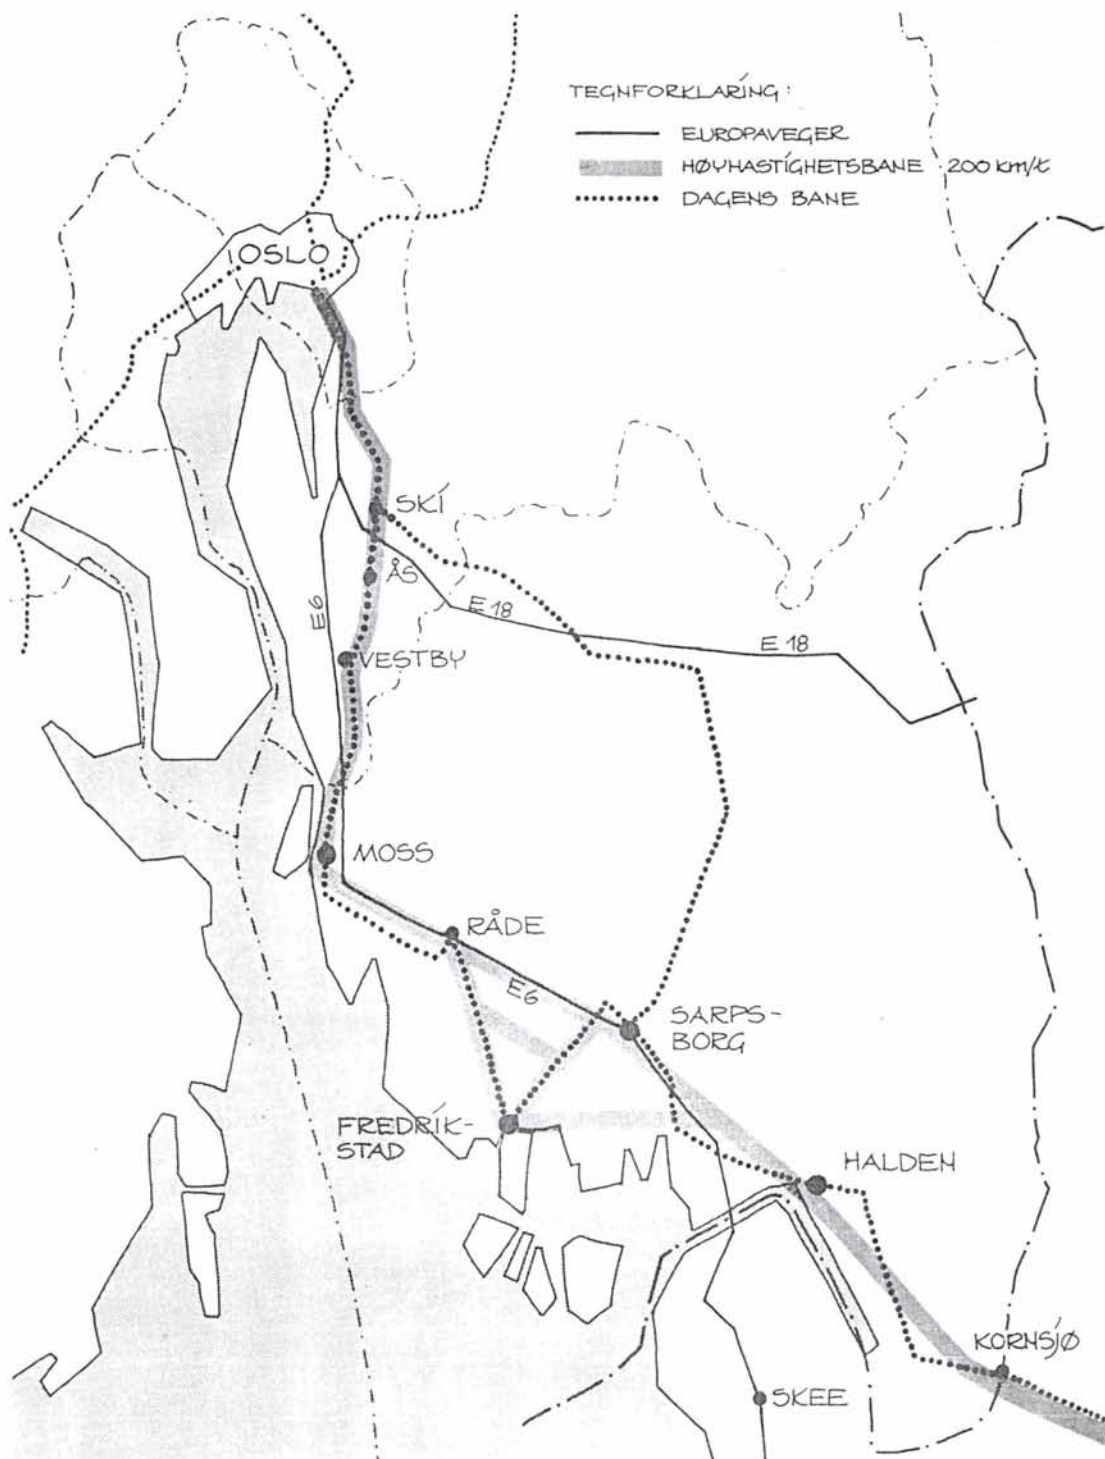 TEGNFORKLARING:
EUROPAVEGER
HØYHASTIGHETSBANE 200 km/t
DAGENS BANE
OSLO
SKI
ÅS
E6
E 18
E 18
VESTBY
MOSS
RÅDE
E6
SARPS-
BORG
FREDRIK-
STAD
HALDEN
KORNSJØ
SKEE